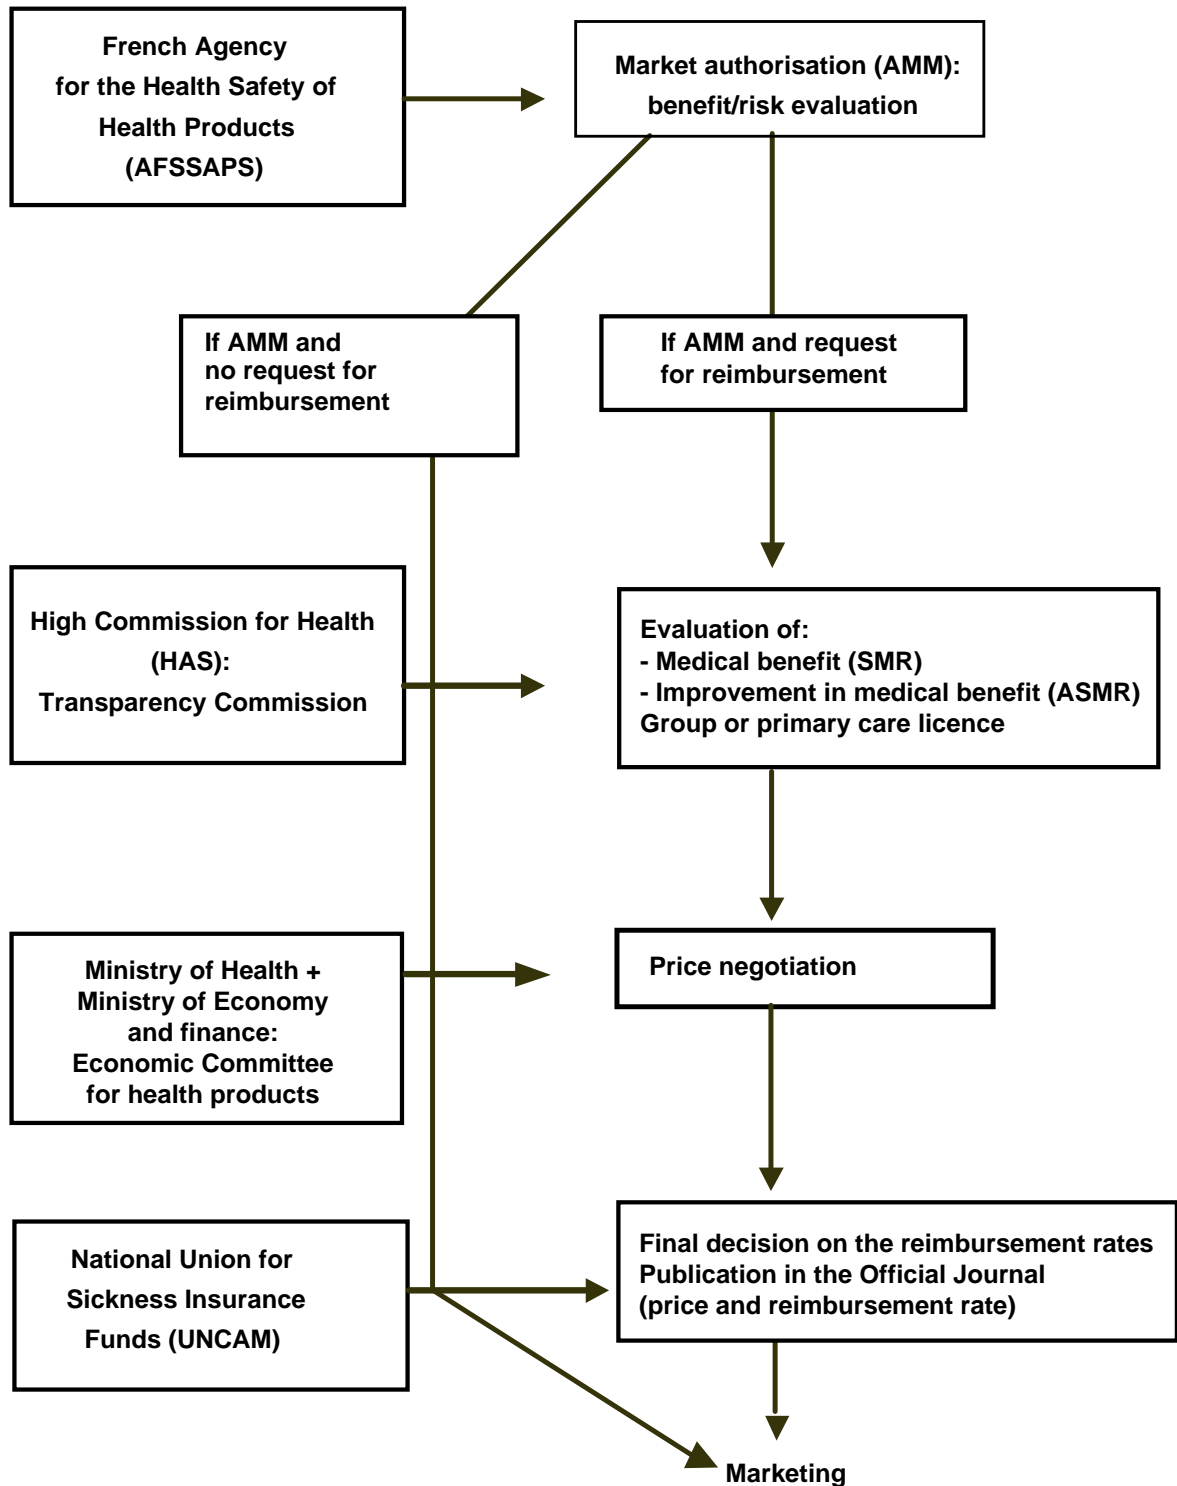 French Agency
for the Health Safety of
Health Products
(AFSSAPS)
Market authorisation (AMM):
benefit/risk evaluation
If AMM and
no request for
reimbursement
If AMM and request
for reimbursement
High Commission for Health
(HAS):
Transparency Commission
Evaluation of:
- Medical benefit (SMR)
- Improvement in medical benefit (ASMR)
Group or primary care licence
Ministry of Health +
Ministry of Economy
and finance:
Economic Committee
for health products
Price negotiation
National Union for
Sickness Insurance
Funds (UNCAM)
Final decision on the reimbursement rates
Publication in the Official Journal
(price and reimbursement rate)
Marketing